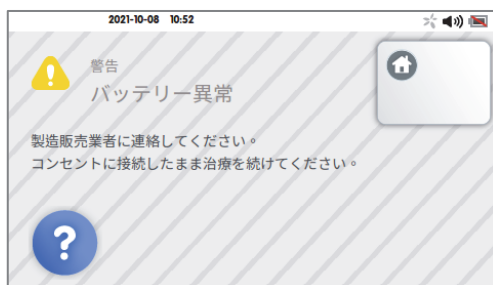 2021-10-08 10:52
警告
バッテリー異常
製造販売業者に連絡してください。
コンセントに接続したまま治療を続けてください。
?